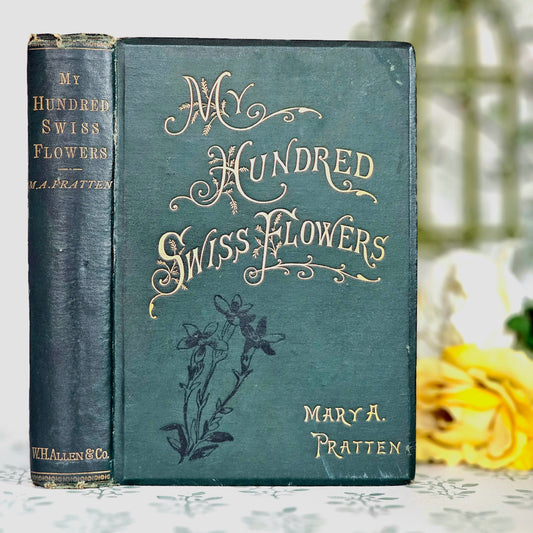 MY
HUNDRED
SWISS
FLOWERS
M.A. PRATTEN
W.H. ALLEN & Co.
MY
HUNDRED
SWISS FLOWERS
MARY A.
PRATTEN